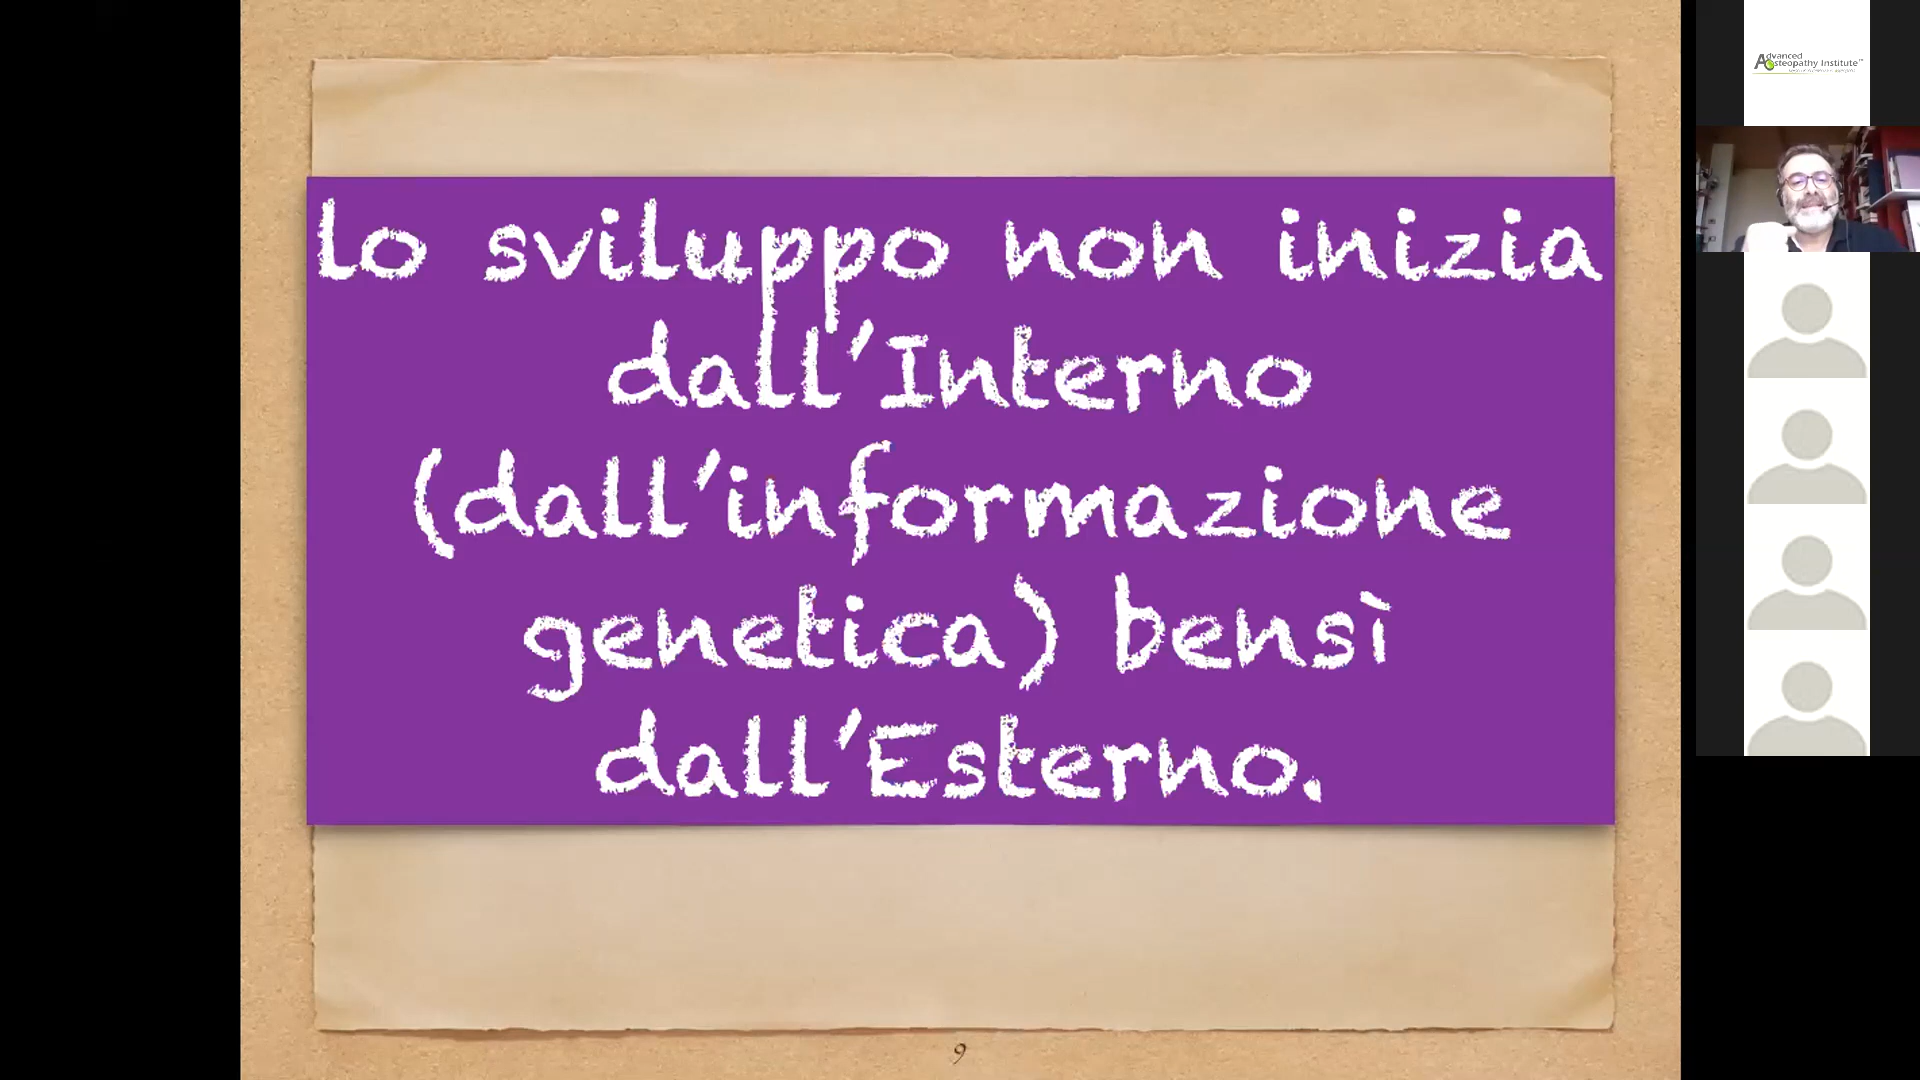 lo sviluppo non inizia
dall'Interno
(dall'informazione
genetica) bensì
dall'Esterno.
9
Advanced
Osteopathy Institute